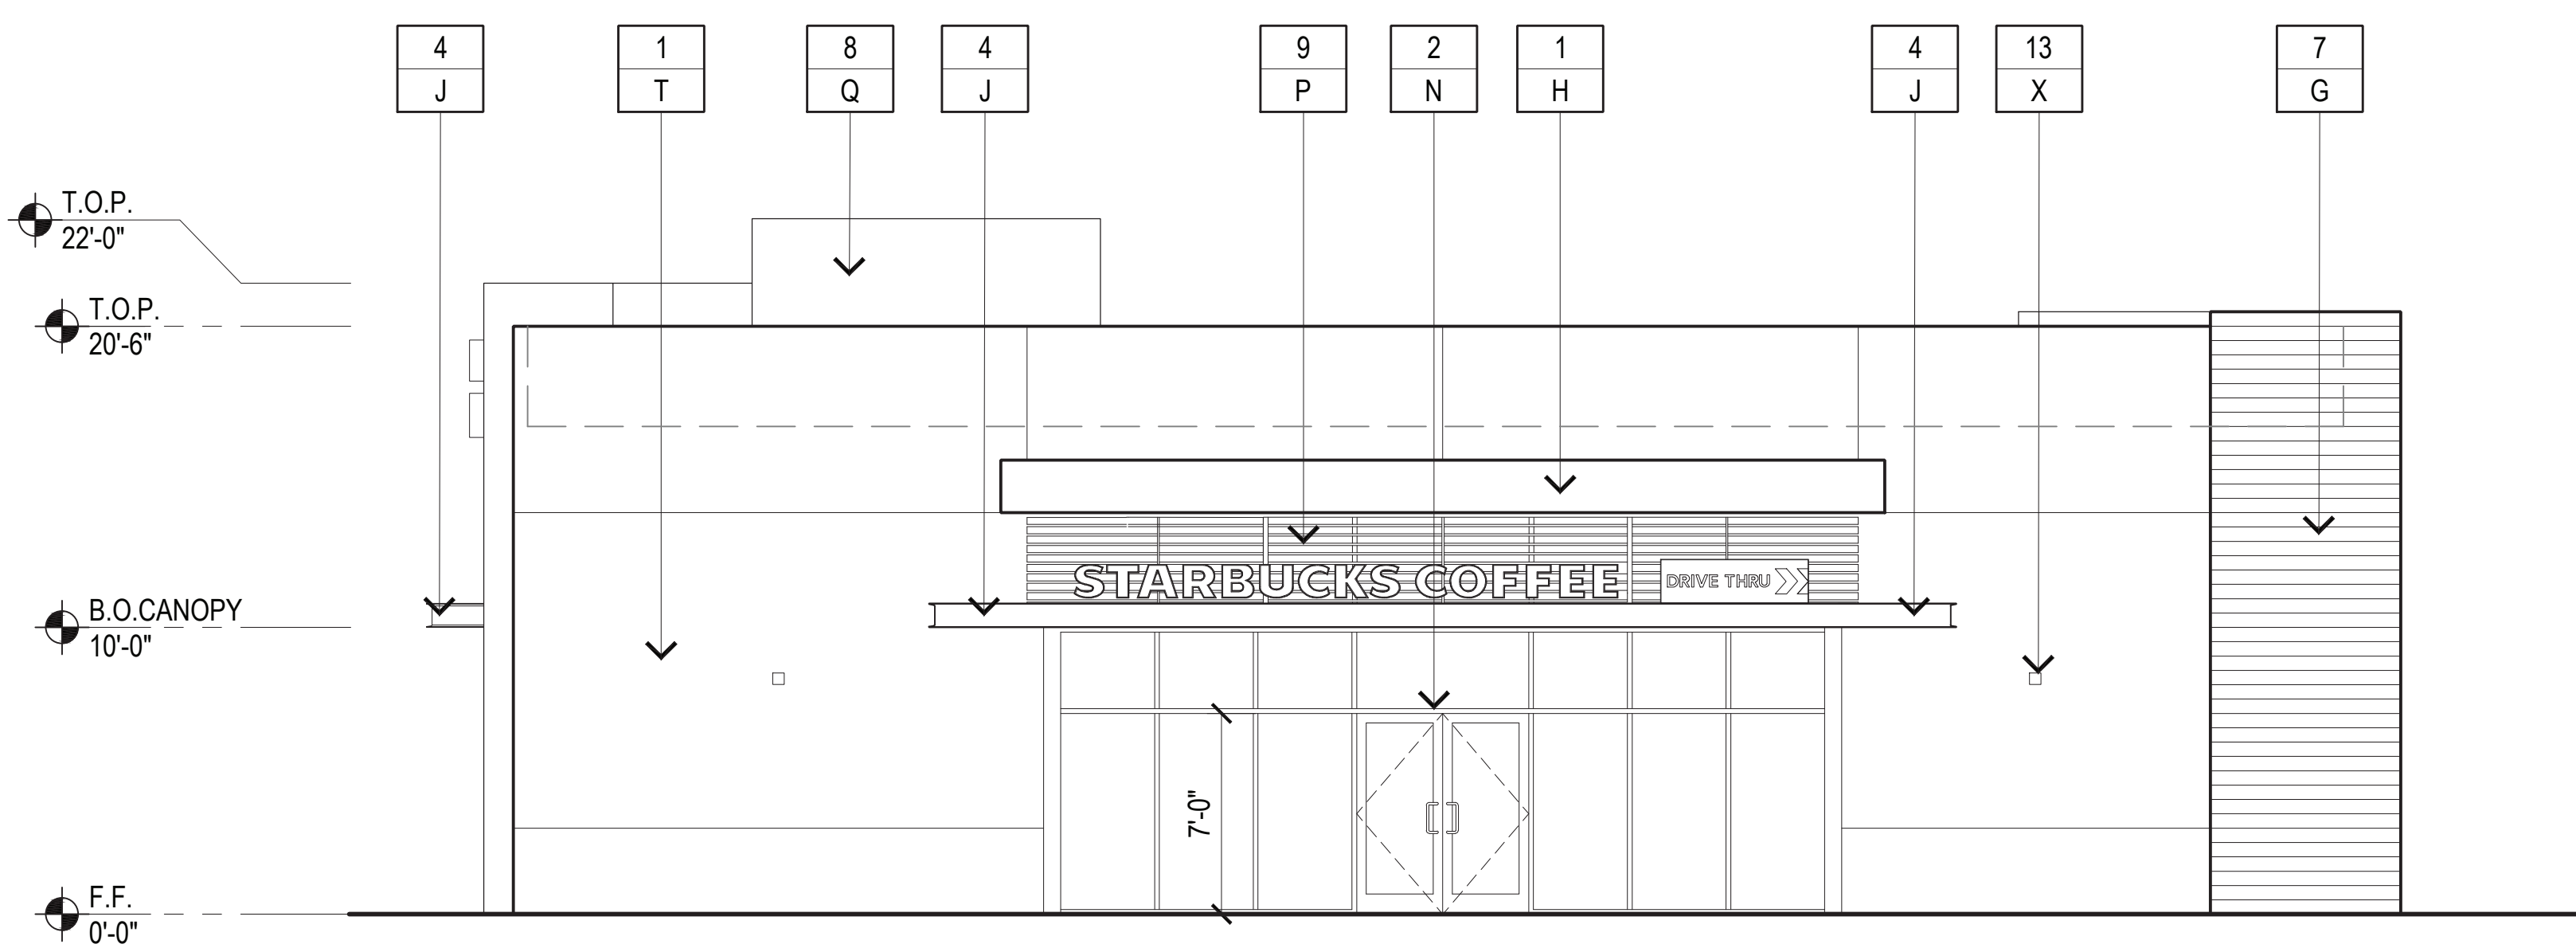 4
J
1
T
8
Q
4
J
9
P
2
N
1
H
4
J
13
X
7
G
T.O.P.
22'-0"
T.O.P.
20'-6"
B.O.CANOPY
10'-0"
STARBUCKS COFFEE
DRIVE THRU
7'-0"
F.F.
0'-0"